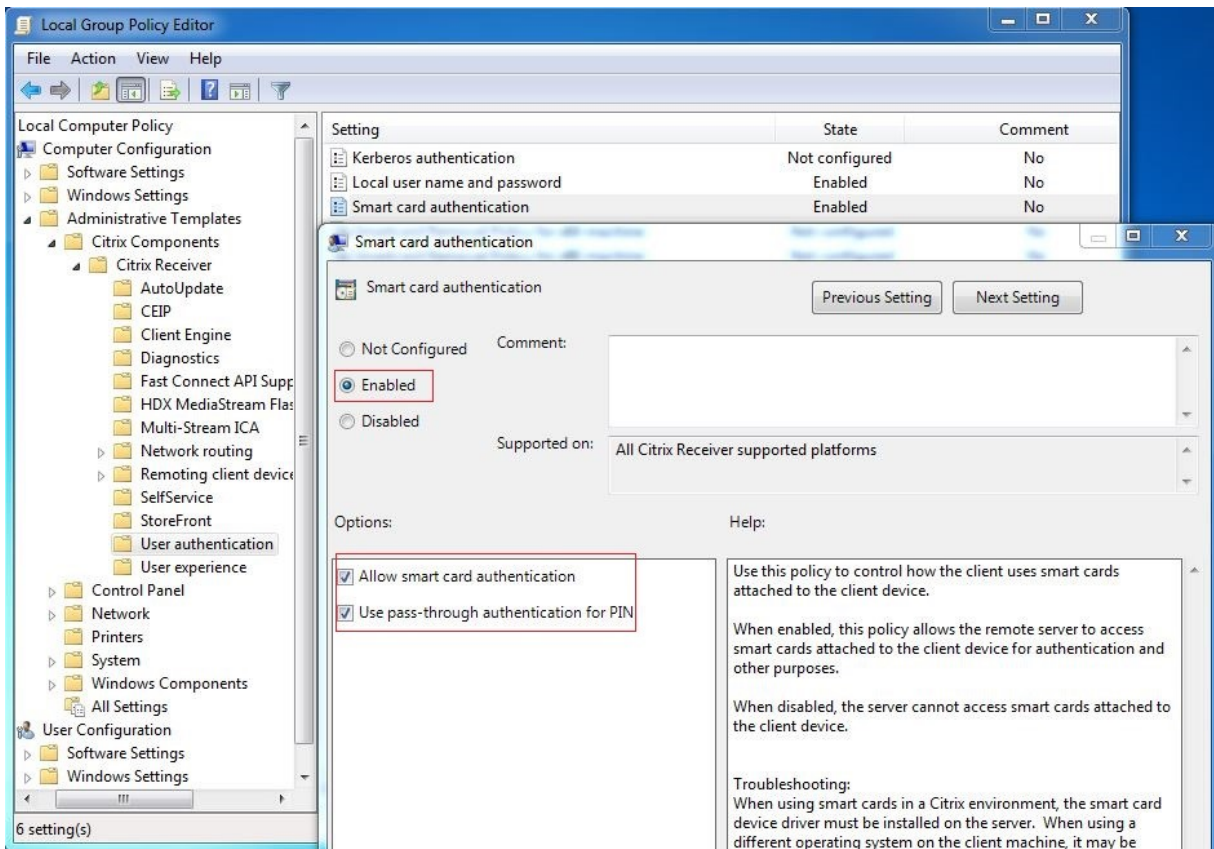 Local Group Policy Editor
File Action View Help
Local Computer Policy
Computer Configuration
Software Settings
Windows Settings
Administrative Templates
Citrix Components
Citrix Receiver
AutoUpdate
CEIP
Client Engine
Diagnostics
Fast Connect API Supp
HDX MediaStream Flas
Multi-Stream ICA
Network routing
Remoting client device
SelfService
StoreFront
User authentication
User experience
Control Panel
Network
Printers
System
Windows Components
All Settings
User Configuration
Software Settings
Windows Settings
6 setting(s)
Setting State Comment
Kerberos authentication Not configured No
Local user name and password Enabled No
Smart card authentication Enabled No
Smart card authentication
Smart card authentication
Previous Setting Next Setting
Not Configured Comment:
Enabled
Disabled
Supported on: All Citrix Receiver supported platforms
Options: Help:
Allow smart card authentication
Use pass-through authentication for PIN
Use this policy to control how the client uses smart cards
attached to the client device.
When enabled, this policy allows the remote server to access
smart cards attached to the client device for authentication and
other purposes.
When disabled, the server cannot access smart cards attached to
the client device.
Troubleshooting:
When using smart cards in a Citrix environment, the smart card
device driver must be installed on the server. When using a
different operating system on the client machine, it may be